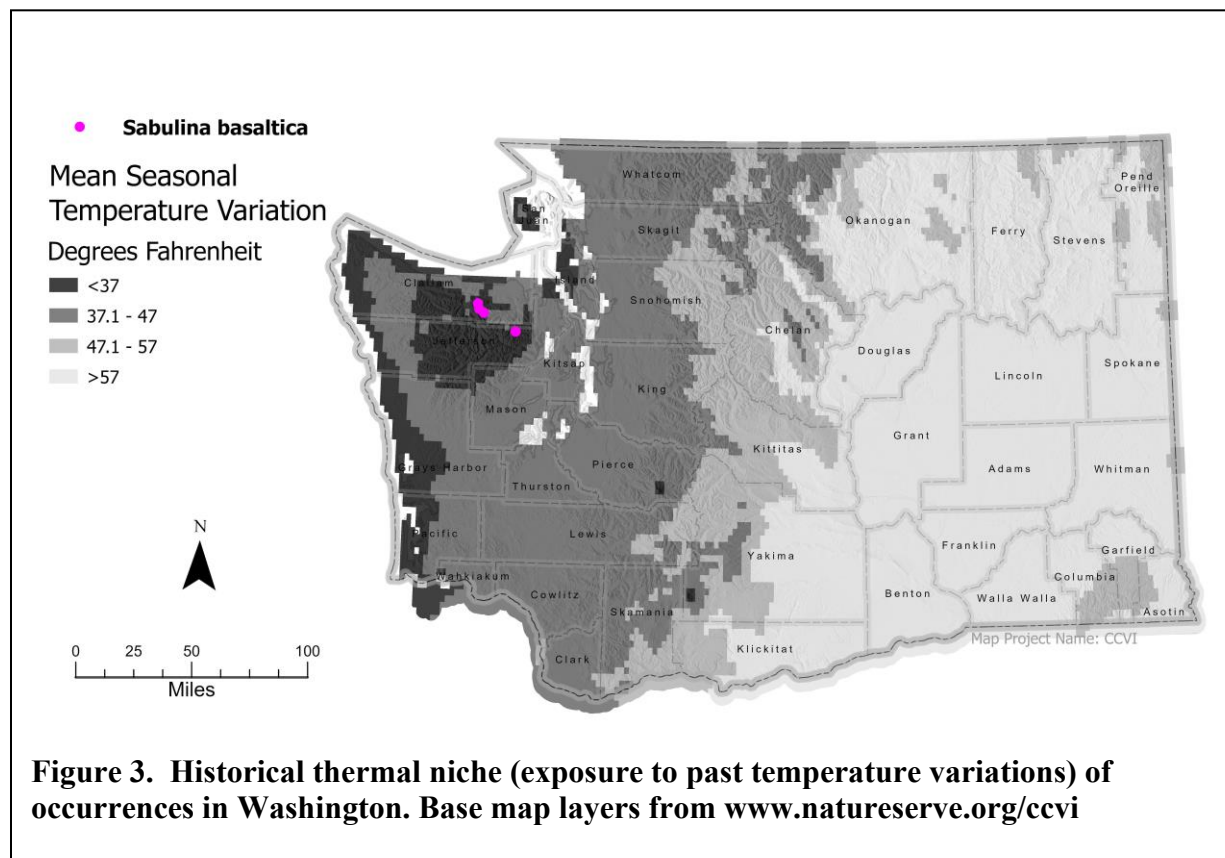 Sabulina basaltica
Mean Seasonal
Temperature Variation
Degrees Fahrenheit
<37
37.1 - 47
47.1 - 57
>57
Whatcom
Pend
Oreille
San
Juan
Okanogan
Ferry
Stevens
Skagit
Clallam
Island
Snohomish
Chelan
Jefferson
Douglas
Kitsap
Spokane
Lincoln
King
Mason
Grant
Kittitas
Grays Harbor
Pierce
Adams
Whitman
Thurston
N
Pacific
Lewis
Yakima
Franklin
Garfield
Wahkiakum
Columbia
Cowlitz
Benton
Walla Walla
Skamania
Asotin
Map Project Name: CCVI
Klickitat
Clark
0 50 100
Miles
Figure 3. Historical thermal niche (exposure to past temperature variations) of
occurrences in Washington. Base map layers from www.natureserve.org/ccvi